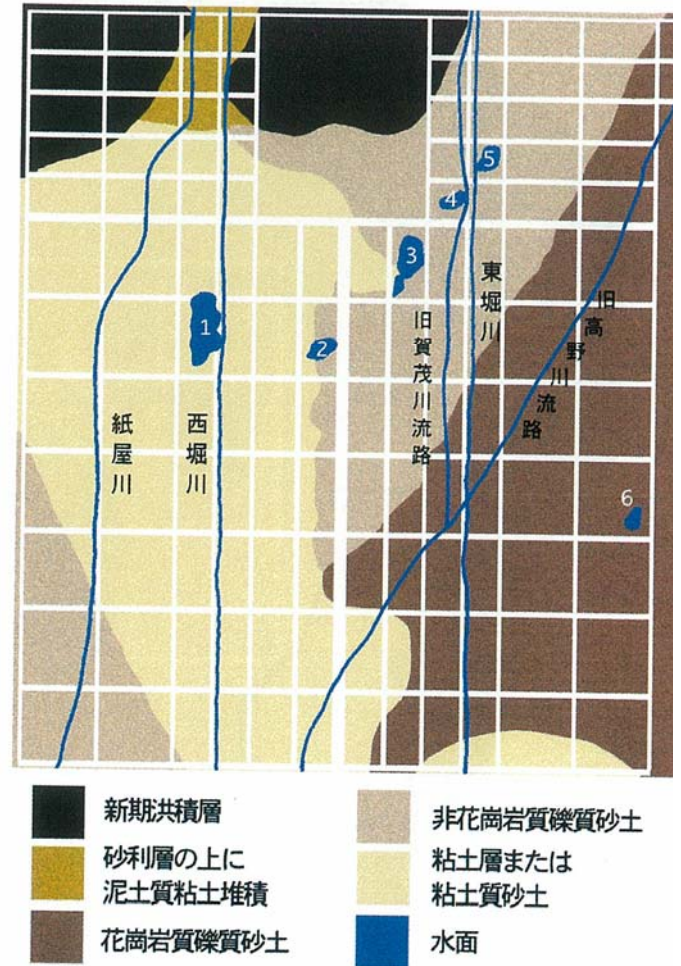 1
2
3
4
5
6
紙屋川
西堀川
旧賀茂川流路
東堀川
旧高野川流路
新期洪積層
砂利層の上に
泥土質粘土堆積
花崗岩質礫質砂土
非花崗岩質礫質砂土
粘土層または
粘土質砂土
水面